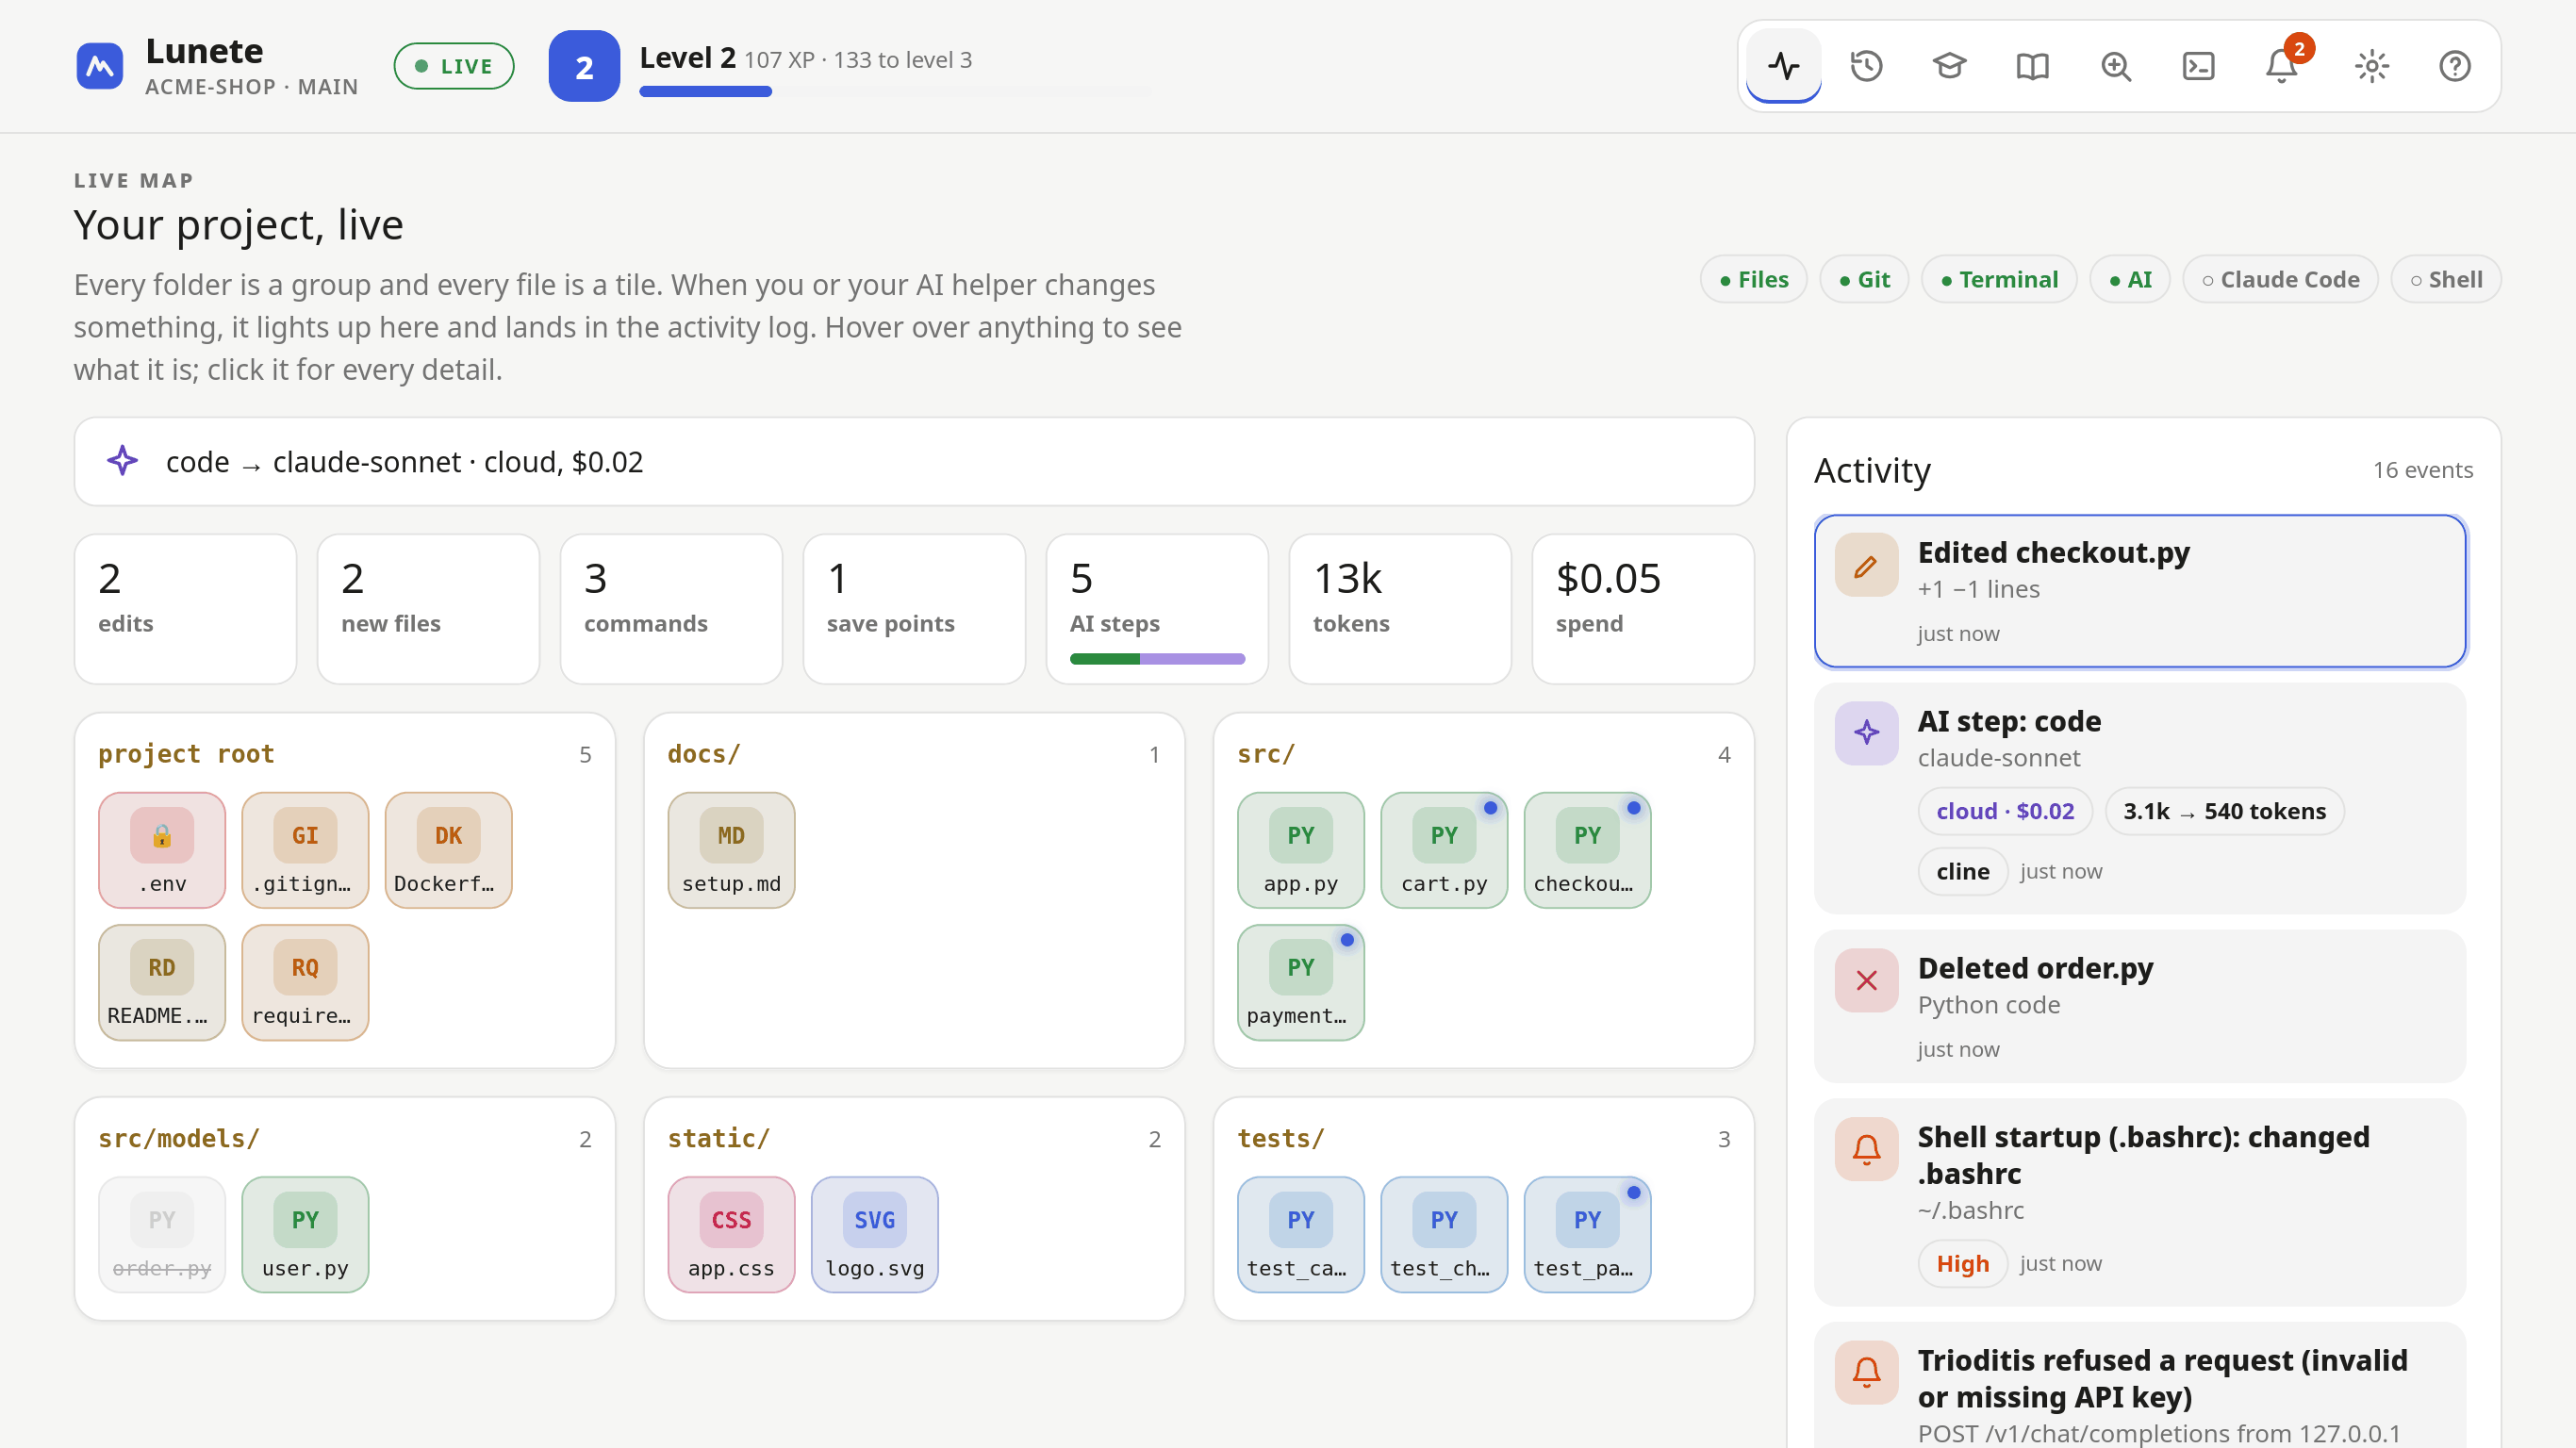 Lunete
ACME-SHOP · MAIN
LIVE
2
Level 2 107 XP · 133 to level 3
2
LIVE MAP
Your project, live
Every folder is a group and every file is a tile. When you or your AI helper changes
something, it lights up here and lands in the activity log. Hover over anything to see
what it is; click it for every detail.
● Files
● Git
● Terminal
● AI
○ Claude Code
○ Shell
code → claude-sonnet · cloud, $0.02
2
edits
2
new files
3
commands
1
save points
5
AI steps
13k
tokens
$0.05
spend
project root 5
.env
GI
.gitign…
DK
Dockerf…
RD
README.…
RQ
require…
docs/ 1
MD
setup.md
src/ 4
PY
app.py
PY
cart.py
PY
checkou…
PY
payment…
src/models/ 2
PY
order.py
PY
user.py
static/ 2
CSS
app.css
SVG
logo.svg
tests/ 3
PY
test_ca…
PY
test_ch…
PY
test_pa…
Activity 16 events
Edited checkout.py
+1 −1 lines
just now
AI step: code
claude-sonnet
cloud · $0.02
3.1k → 540 tokens
cline just now
Deleted order.py
Python code
just now
Shell startup (.bashrc): changed
.bashrc
~/.bashrc
High just now
Trioditis refused a request (invalid
or missing API key)
POST /v1/chat/completions from 127.0.0.1